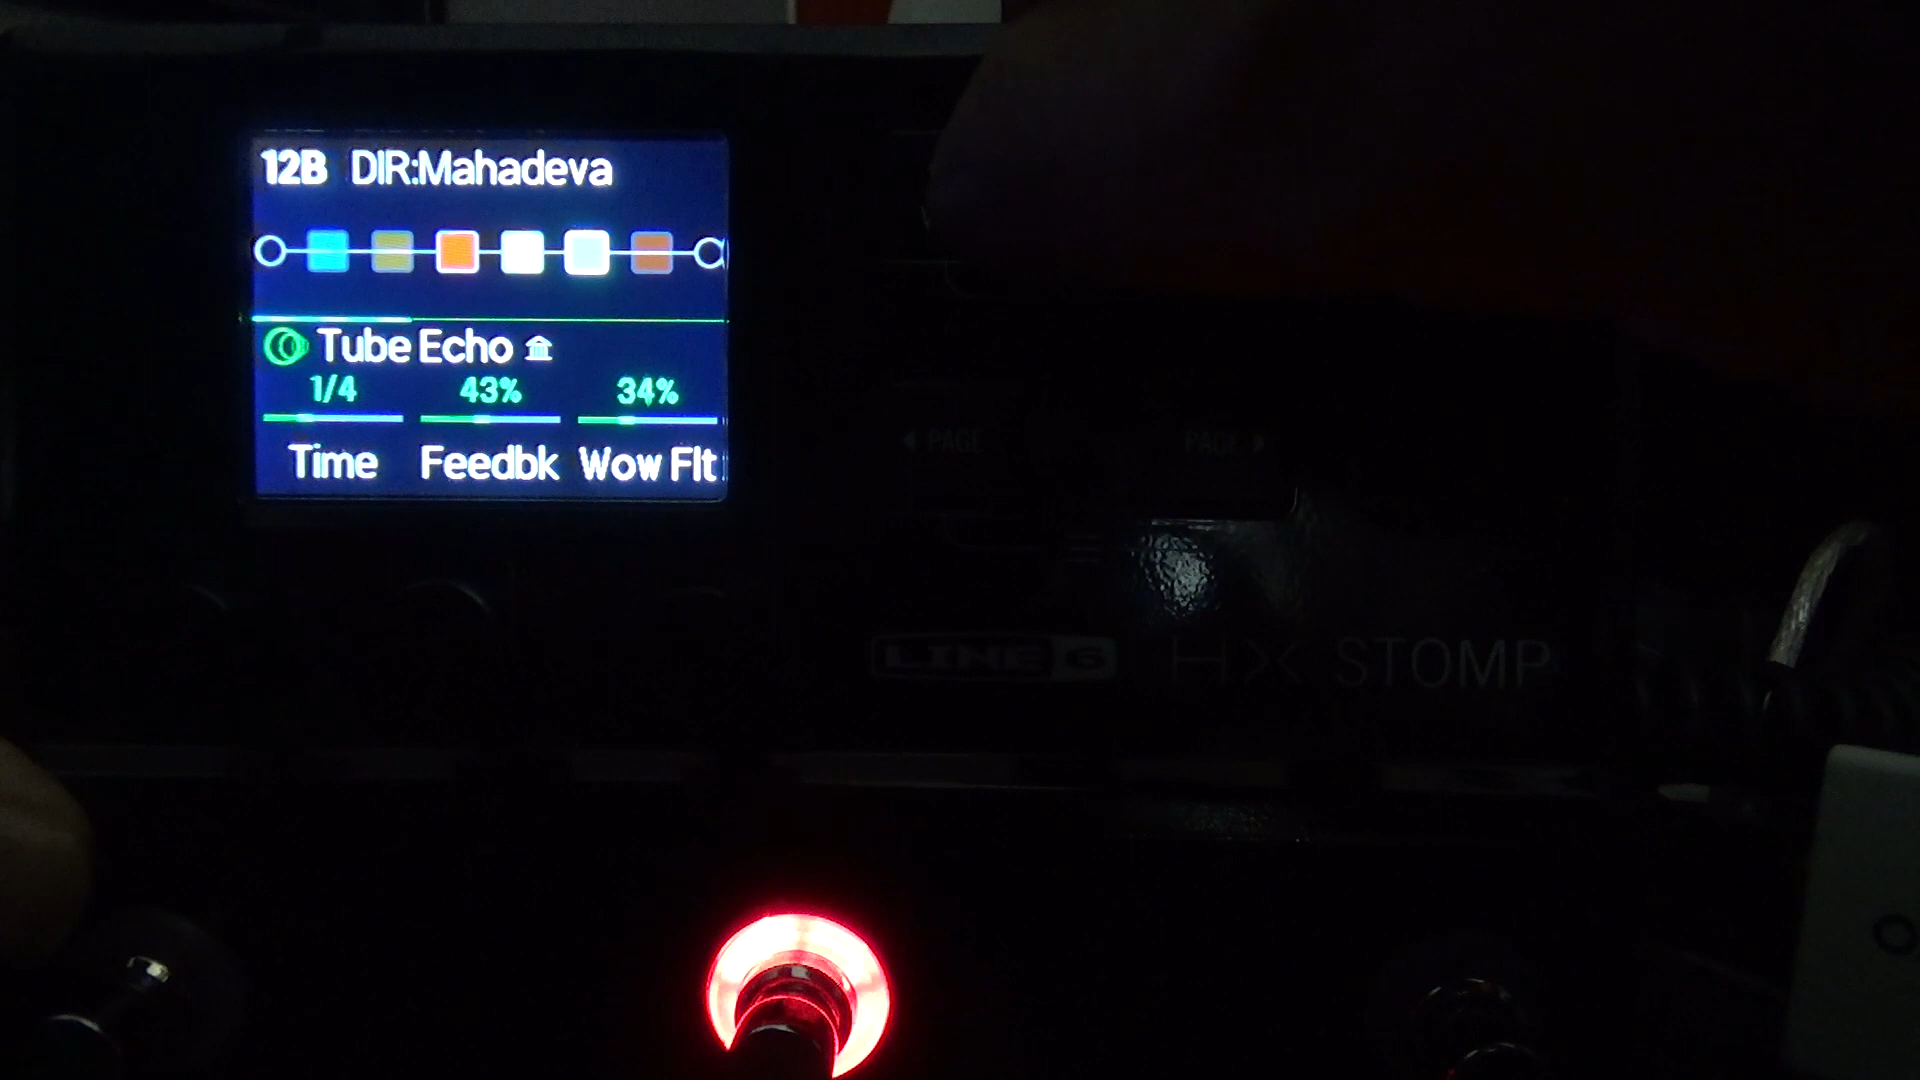 12B DIR:Mahadeva
Tube Echo
1/4 43% 34%
Time Feedbk Wow Flt
PAGE PAGE
LINE 6 HX STOMP